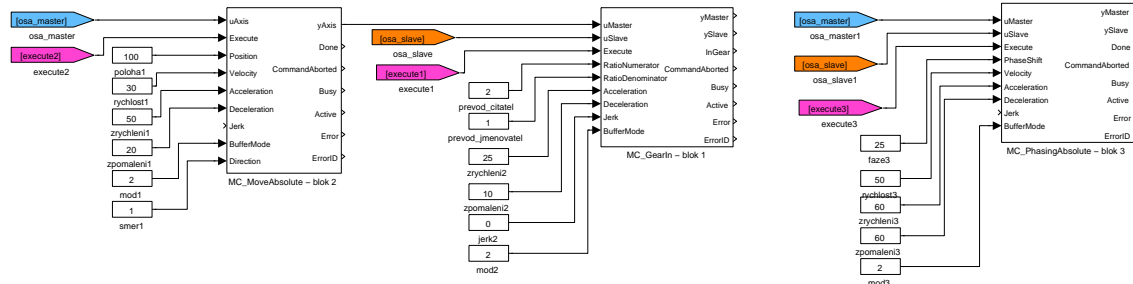 [osa_master]
osa_master
[execute2]
execute2
100
poloha1
30
rychlost1
50
zrychleni1
20
zpomaleni1
2
mod1
1
smer1
uAxis
Execute
Position
Velocity
Acceleration
Deceleration
Jerk
BufferMode
Direction
yAxis
Done
CommandAborted
Busy
Active
Error
ErrorID
MC_MoveAbsolute – blok 2
[osa_slave]
osa_slave
[execute1]
execute1
2
prevod_citatel
1
prevod_jmenovatel
25
zrychleni2
10
zpomaleni2
0
jerk2
2
mod2
uMaster
uSlave
Execute
RatioNumerator
RatioDenominator
Acceleration
Deceleration
Jerk
BufferMode
yMaster
ySlave
InGear
CommandAborted
Busy
Active
Error
ErrorID
MC_GearIn – blok 1
[osa_master]
osa_master1
[osa_slave]
osa_slave1
[execute3]
execute3
25
faze3
50
rychlost3
60
zrychleni3
60
zpomaleni3
2
mod3
uMaster
uSlave
Execute
PhaseShift
Velocity
Acceleration
Deceleration
Jerk
BufferMode
yMaster
ySlave
Done
CommandAborted
Busy
Active
Error
ErrorID
MC_PhasingAbsolute – blok 3